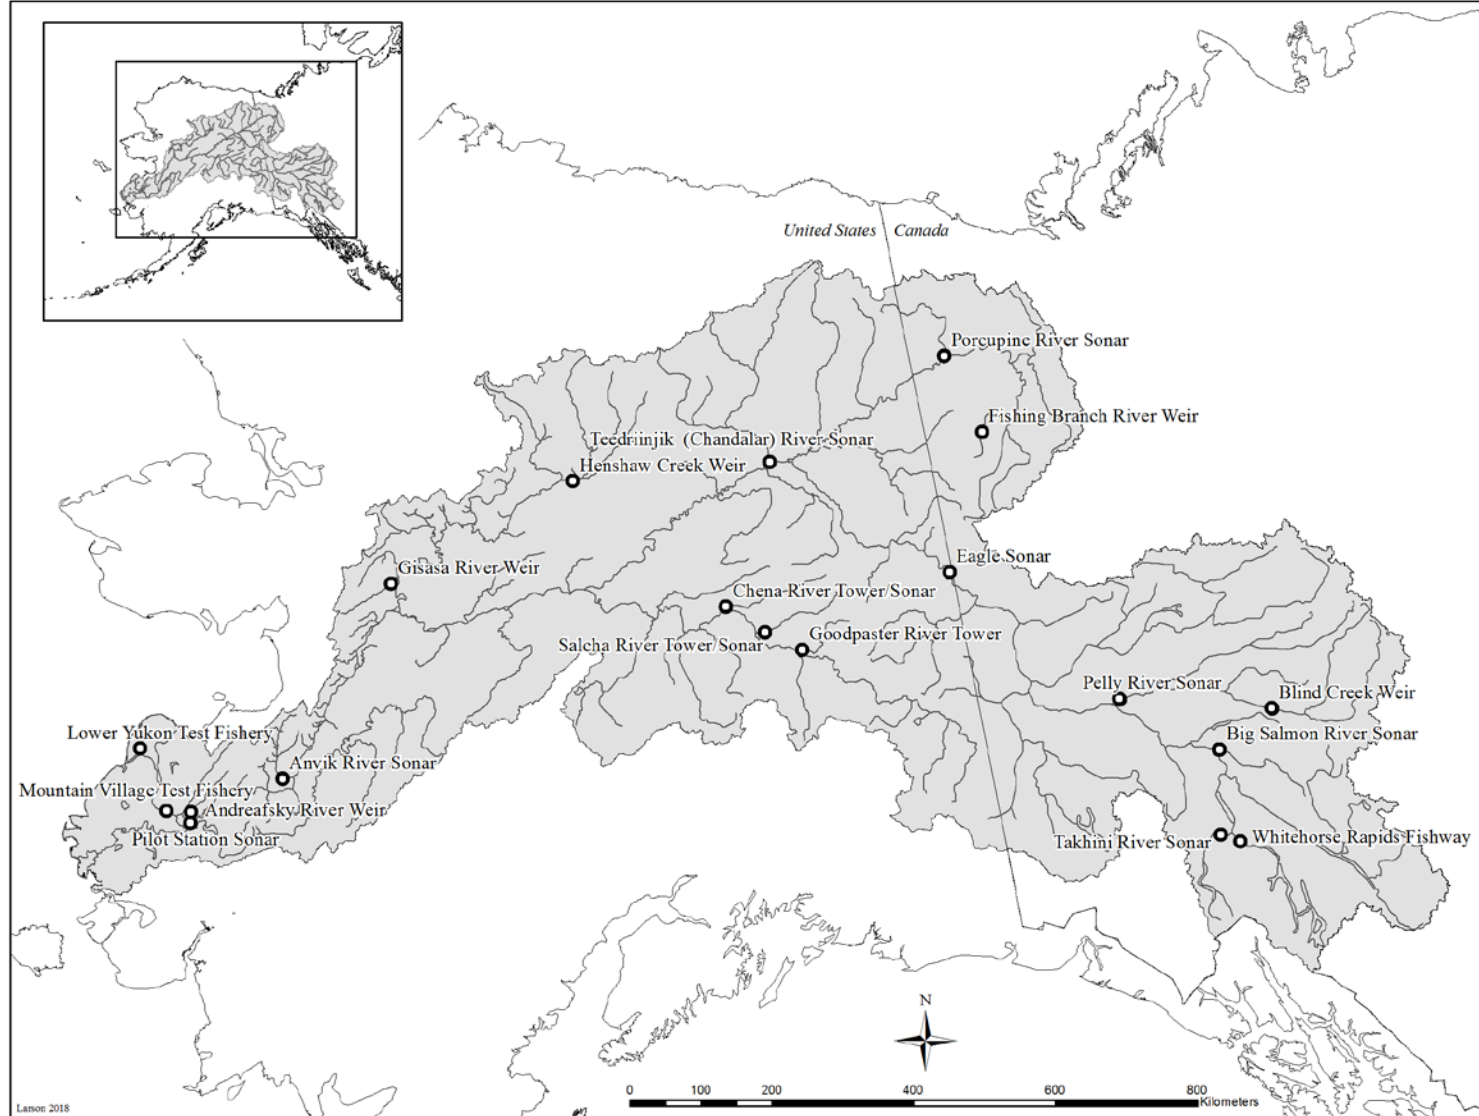 United States
Canada
Porcupine River Sonar
Fishing Branch River Weir
Teedriinjik (Chandalar) River Sonar
Henshaw Creek Weir
Eagle Sonar
Gisasa River Weir
Chena River Tower/Sonar
Salcha River Tower/Sonar
Goodpaster River Tower
Pelly River Sonar
Blind Creek Weir
Lower Yukon Test Fishery
Big Salmon River Sonar
Anvik River Sonar
Mountain Village Test Fishery
Andreafsky River Weir
Pilot Station Sonar
Takhini River Sonar
Whitehorse Rapids Fishway
N
0 100 200 400 600 800
Kilometers
Larson 2018